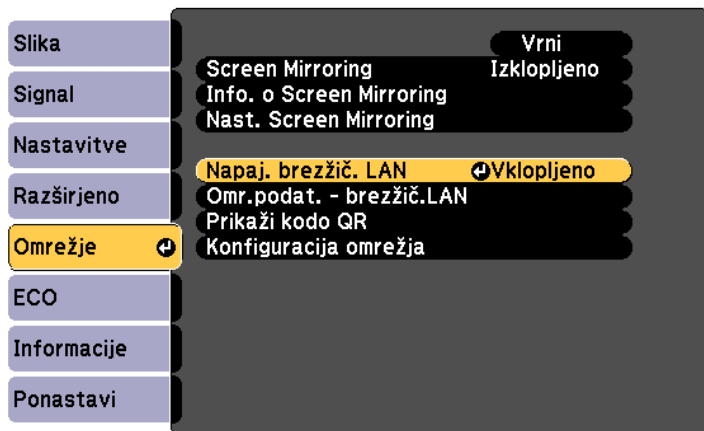 Slika
Signal
Nastavitve
Razširjeno
Omrežje
ECO
Informacije
Ponastavi
Vrni
Screen Mirroring Izklopljeno
Info. o Screen Mirroring
Nast. Screen Mirroring
Napaj. brezžič. LAN Vklopljeno
Omr.podat. - brezžič.LAN
Prikaži kodo QR
Konfiguracija omrežja